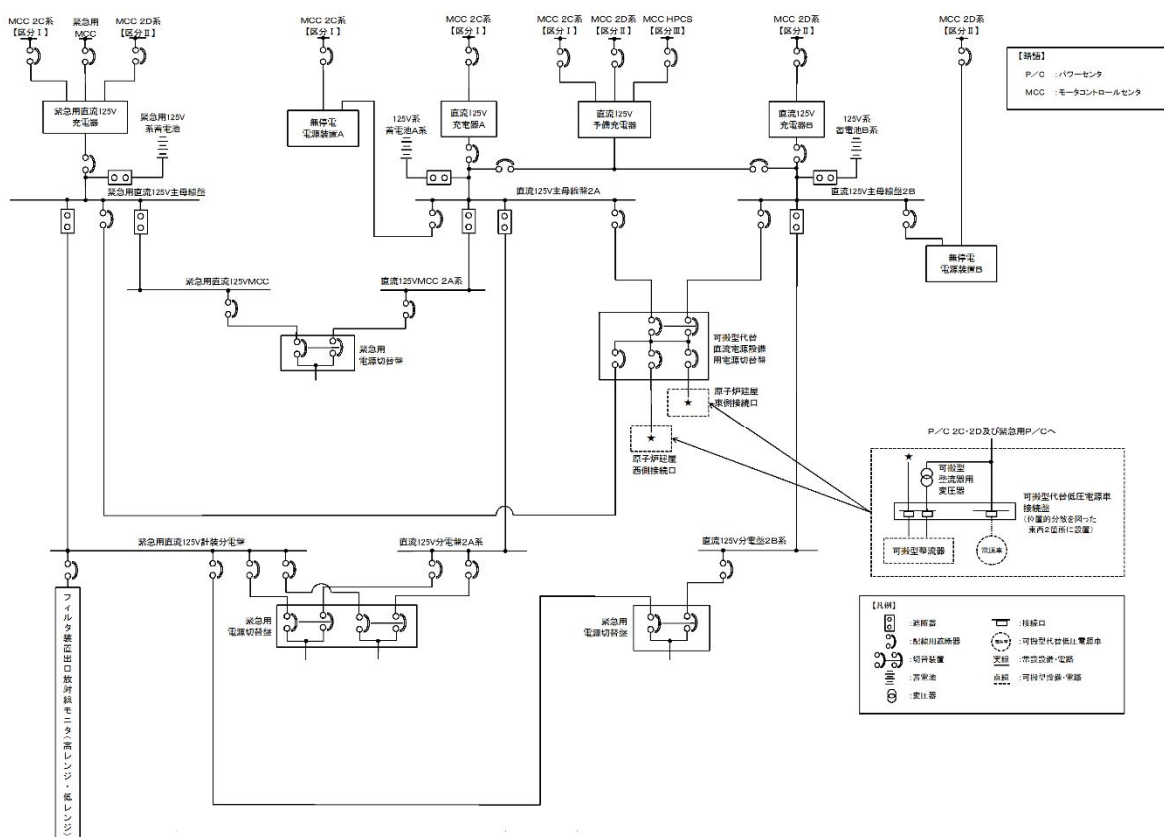 MCC 2C系
【区分Ⅰ】
緊急用
MCC
MCC 2D系
【区分Ⅱ】
MCC 2C系
【区分Ⅰ】
MCC 2C系
【区分Ⅰ】
MCC 2C系
【区分Ⅰ】
MCC 2D系
【区分Ⅱ】
MCC HPCS
【区分Ⅲ】
MCC 2D系
【区分Ⅱ】
MCC 2D系
【区分Ⅱ】
【略語】
P/C :パワーセンタ
MCC :モータコントロールセンタ
緊急用直流125V
充電器
緊急用125V
系蓄電池
無停電
電源装置A
125V系
蓄電池A系
直流125V
充電器A
直流125V
予備充電器
直流125V
充電器B
125V系
蓄電池B系
緊急用直流125V主母線盤
直流125V主母線盤2A
直流125V主母線盤2B
無停電
電源装置B
緊急用直流125VMCC
直流125VMCC 2A系
緊急用
電源切替盤
可搬型代替
直流電源設備
用電源切替盤
原子炉建屋
東側接続口
原子炉建屋
西側接続口
P/C 2C・2D及び緊急用P/Cへ
可搬型
整流器用
変圧器
可搬型代替低圧電源車
接続盤
(位置的分散を図った
東西2箇所に設置)
可搬型整流器
電源車
緊急用直流125V計装分電盤
直流125V分電盤2A系
直流125V分電盤2B系
緊急用
電源切替盤
緊急用
電源切替盤
フィルタ装置出口放射線モニタ(高レンジ・低レンジ)
【凡例】
:遮断器
:配線用遮断器
:切替装置
:蓄電池
:変圧器
:接続口
:可搬型代替低圧電源車
実線 :常設設備・電路
点線 :可搬型設備・電路